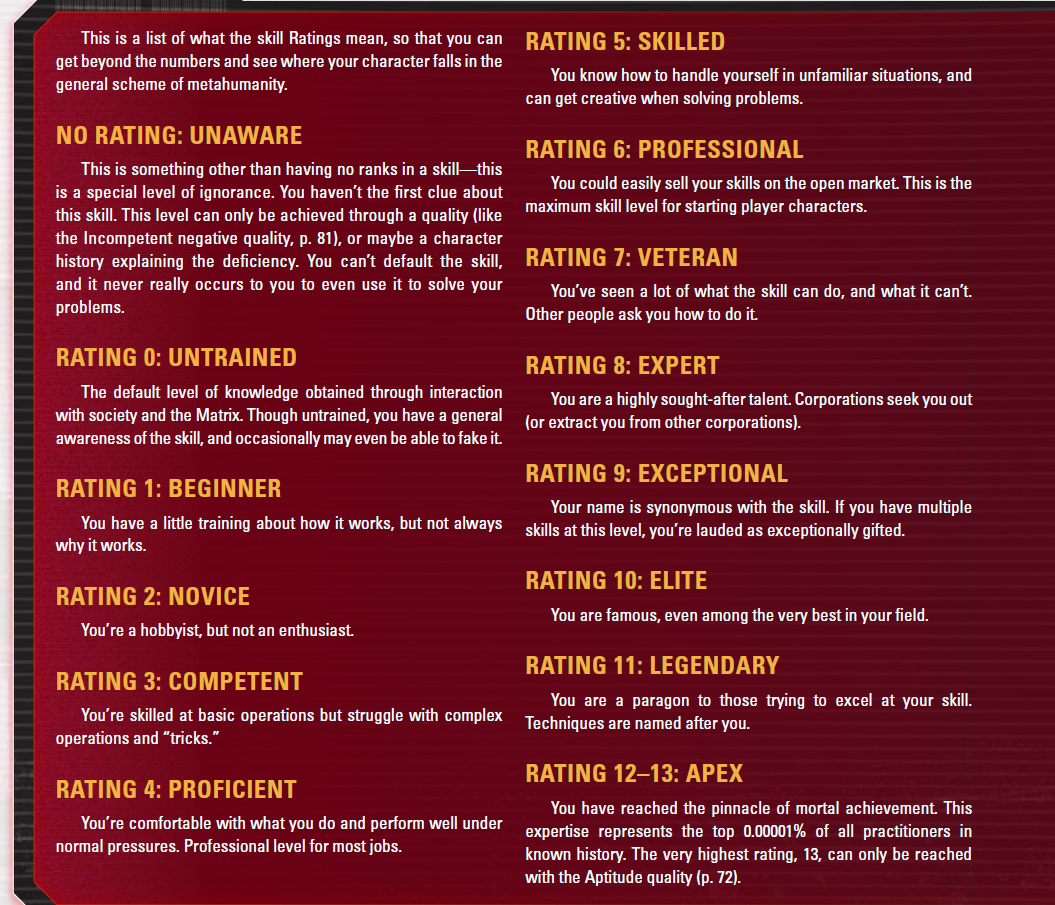 This is a list of what the skill Ratings mean, so that you can
get beyond the numbers and see where your character falls in the
general scheme of metahumanity.
NO RATING: UNAWARE
This is something other than having no ranks in a skill—this
is a special level of ignorance. You haven't the first clue about
this skill. This level can only be achieved through a quality (like
the Incompetent negative quality, p. 81), or maybe a character
history explaining the deficiency. You can't default the skill,
and it never really occurs to you to even use it to solve your
problems.
RATING 0: UNTRAINED
The default level of knowledge obtained through interaction
with society and the Matrix. Though untrained, you have a general
awareness of the skill, and occasionally may even be able to fake it.
RATING 1: BEGINNER
You have a little training about how it works, but not always
why it works.
RATING 2: NOVICE
You're a hobbyist, but not an enthusiast.
RATING 3: COMPETENT
You're skilled at basic operations but struggle with complex
operations and “tricks.”
RATING 4: PROFICIENT
You're comfortable with what you do and perform well under
normal pressures. Professional level for most jobs.
RATING 5: SKILLED
You know how to handle yourself in unfamiliar situations, and
can get creative when solving problems.
RATING 6: PROFESSIONAL
You could easily sell your skills on the open market. This is the
maximum skill level for starting player characters.
RATING 7: VETERAN
You've seen a lot of what the skill can do, and what it can't.
Other people ask you how to do it.
RATING 8: EXPERT
You are a highly sought-after talent. Corporations seek you out
(or extract you from other corporations).
RATING 9: EXCEPTIONAL
Your name is synonymous with the skill. If you have multiple
skills at this level, you're lauded as exceptionally gifted.
RATING 10: ELITE
You are famous, even among the very best in your field.
RATING 11: LEGENDARY
You are a paragon to those trying to excel at your skill.
Techniques are named after you.
RATING 12–13: APEX
You have reached the pinnacle of mortal achievement. This
expertise represents the top 0.00001% of all practitioners in
known history. The very highest rating, 13, can only be reached
with the Aptitude quality (p. 72).